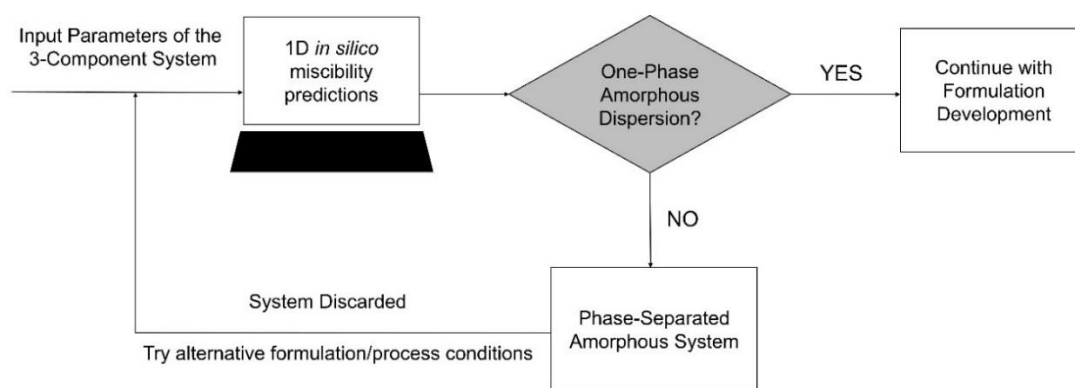 Input Parameters of the
3-Component System
1D in silico
miscibility
predictions
One-Phase
Amorphous
Dispersion?
YES
Continue with
Formulation
Development
NO
Phase-Separated
Amorphous System
System Discarded
Try alternative formulation/process conditions